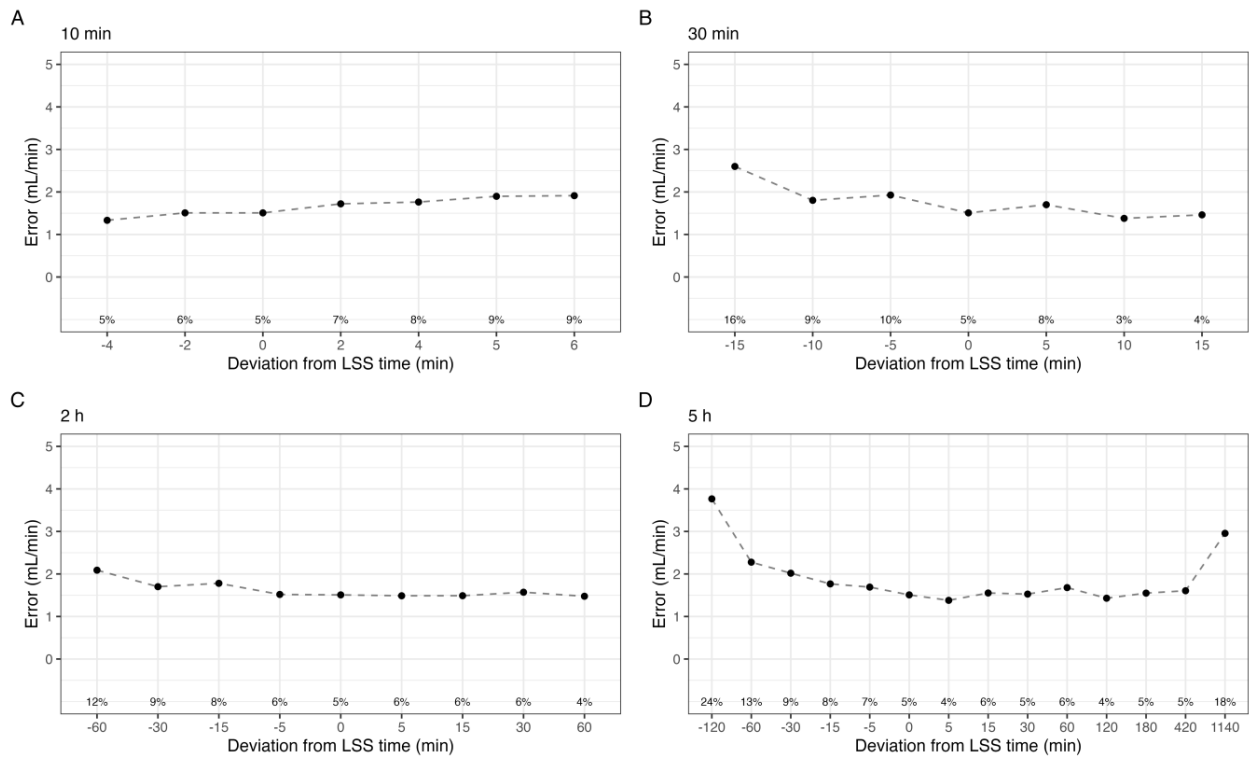 A
10 min
5
4
3
2
1
0
Error (mL/min)
5% 6% 5% 7% 8% 9% 9%
-4 -2 0 2 4 5 6
Deviation from LSS time (min)
B
30 min
5
4
3
2
1
0
Error (mL/min)
16% 9% 10% 5% 8% 3% 4%
-15 -10 -5 0 5 10 15
Deviation from LSS time (min)
C
2 h
5
4
3
2
1
0
Error (mL/min)
12% 9% 8% 6% 5% 6% 6% 6% 4%
-60 -30 -15 -5 0 5 15 30 60
Deviation from LSS time (min)
D
5 h
5
4
3
2
1
0
Error (mL/min)
24% 13% 9% 8% 7% 5% 4% 6% 5% 6% 4% 5% 5% 18%
-120 -60 -30 -15 -5 0 5 15 30 60 120 180 420 1140
Deviation from LSS time (min)